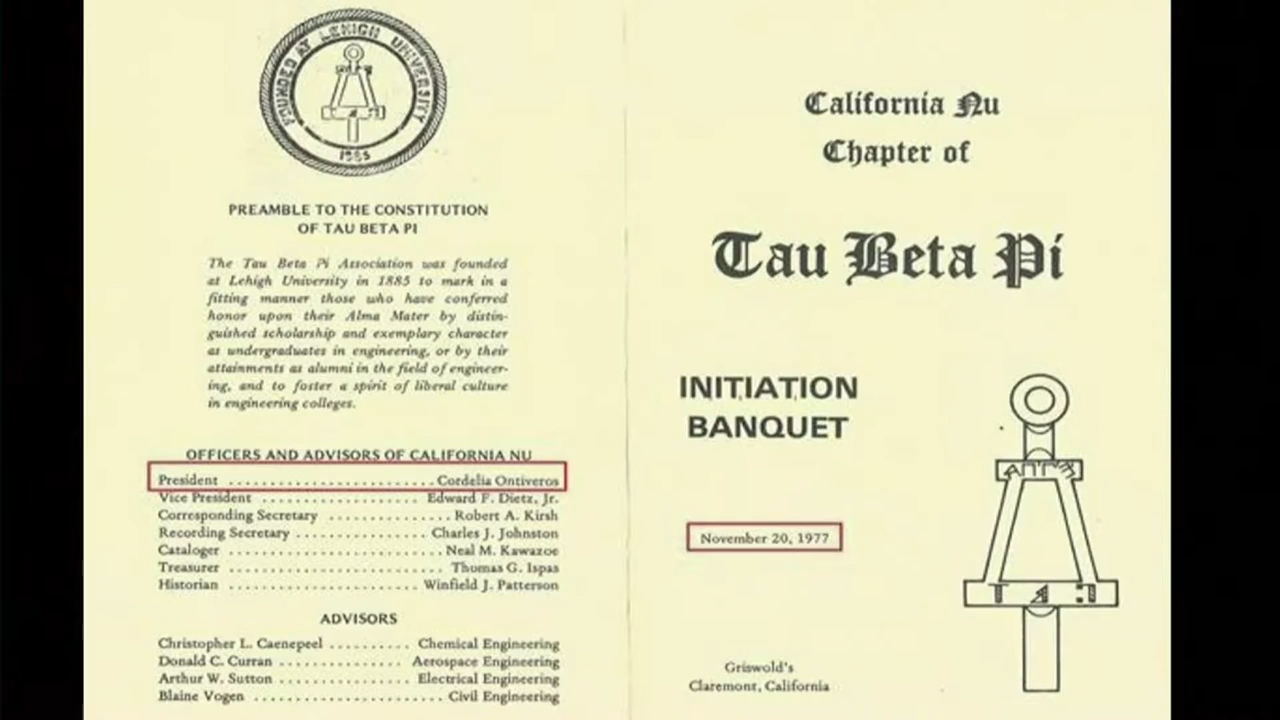 FOUNDED AT LEHIGH UNIVERSITY
1885
PREAMBLE TO THE CONSTITUTION
OF TAU BETA PI
The Tau Beta Pi Association was founded
at Lehigh University in 1885 to mark in a
fitting manner those who have conferred
honor upon their Alma Mater by distin-
guished scholarship and exemplary character
as undergraduates in engineering, or by their
attainments as alumni in the field of engineer-
ing, and to foster a spirit of liberal culture
in engineering colleges.
OFFICERS AND ADVISORS OF CALIFORNIA NU
President ........................ Cordelia Ontiveros
Vice President ................... Edward F. Dietz, Jr.
Corresponding Secretary ............ Robert A. Kirsh
Recording Secretary ............... Charles J. Johnston
Cataloger .......................... Neal M. Kawazoe
Treasurer .......................... Thomas G. Ispas
Historian ....................... Winfield J. Patterson
ADVISORS
Christopher L. Caenepeel .......... Chemical Engineering
Donald C. Curran ................ Aerospace Engineering
Arthur W. Sutton ................ Electrical Engineering
Blaine Vogen ....................... Civil Engineering
California Nu
Chapter of
Tau Beta Pi
INITIATION
BANQUET
November 20, 1977
Griswold's
Claremont, California